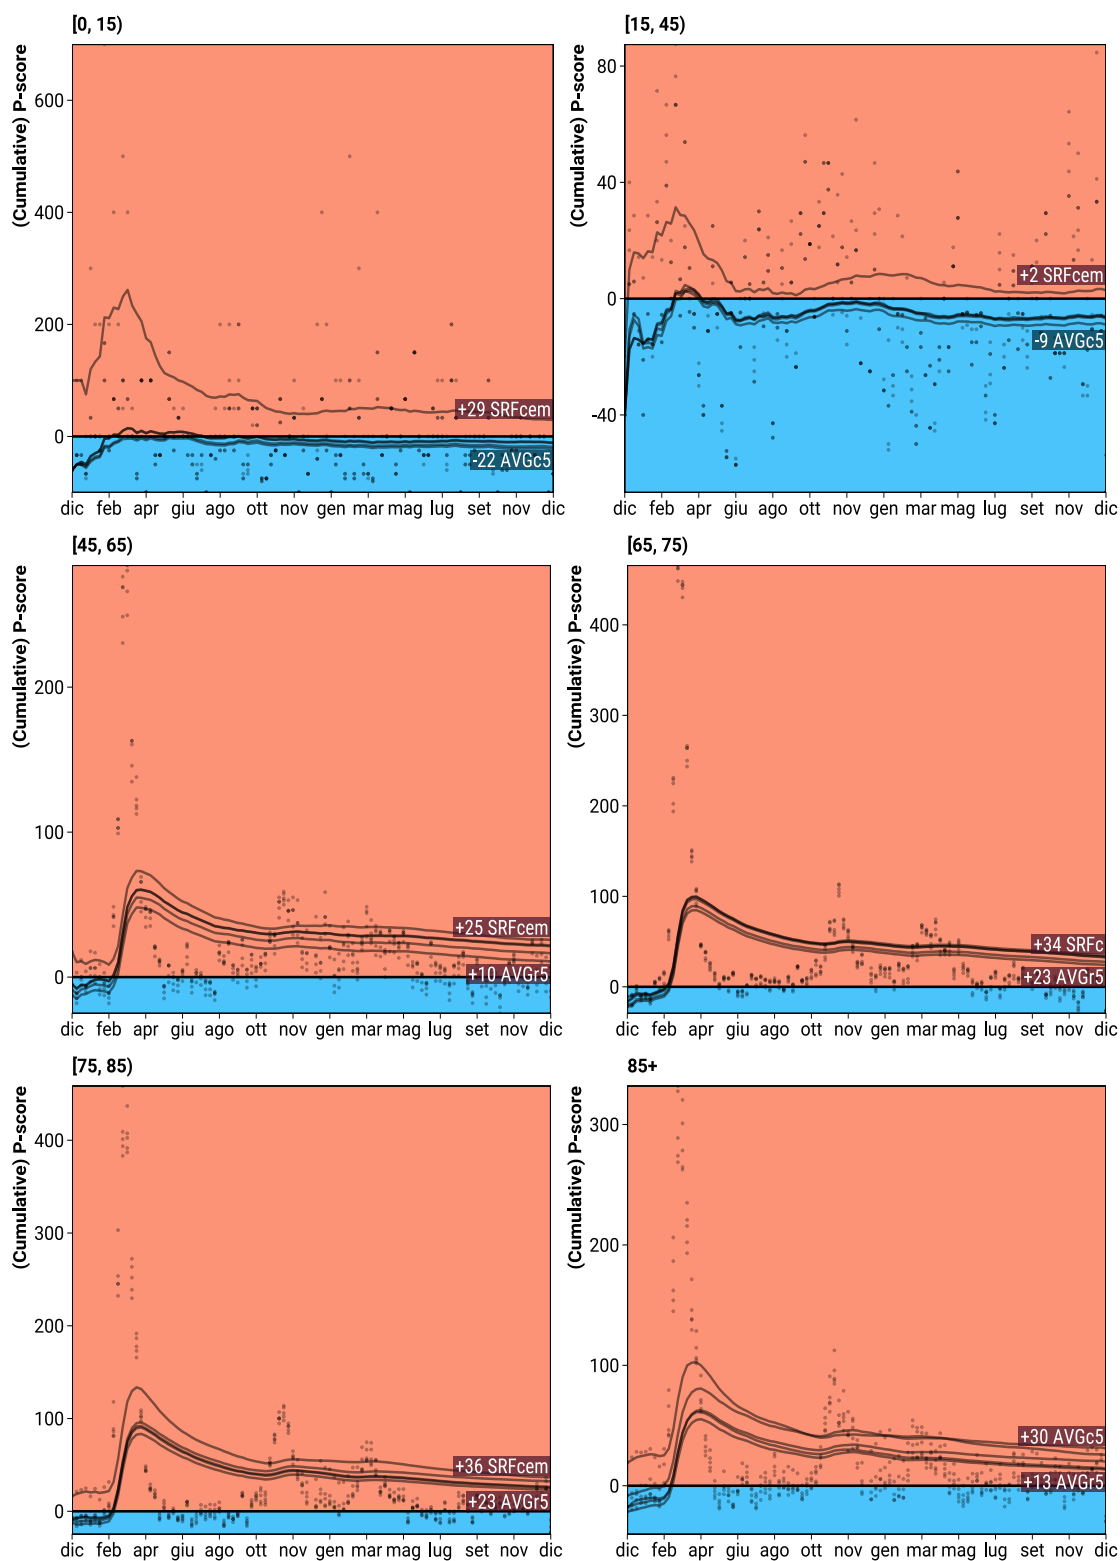 [0, 15)
(Cumulative) P-score
600
400
200
0
+29 SRFcem
-22 AVGc5
dic feb apr giu ago ott nov gen mar mag lug set nov dic
[15, 45)
(Cumulative) P-score
80
40
0
-40
+2 SRFcem
-9 AVGc5
dic feb apr giu ago ott nov gen mar mag lug set nov dic
[45, 65)
(Cumulative) P-score
200
100
0
+25 SRFcem
+10 AVGr5
dic feb apr giu ago ott nov gen mar mag lug set nov dic
[65, 75)
(Cumulative) P-score
400
300
200
100
0
+34 SRFc
+23 AVGr5
dic feb apr giu ago ott nov gen mar mag lug set nov dic
[75, 85)
(Cumulative) P-score
400
300
200
100
0
+36 SRFcem
+23 AVGr5
dic feb apr giu ago ott nov gen mar mag lug set nov dic
85+
(Cumulative) P-score
300
200
100
0
+30 AVGc5
+13 AVGr5
dic feb apr giu ago ott nov gen mar mag lug set nov dic